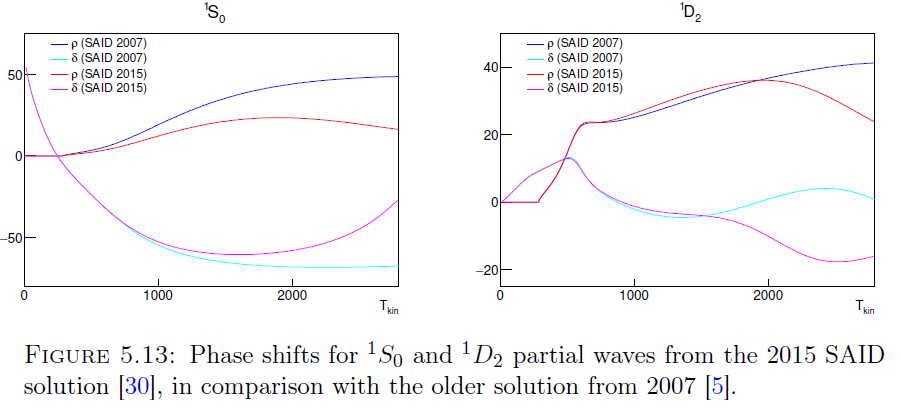 ¹S₀
ρ (SAID 2007)
δ (SAID 2007)
ρ (SAID 2015)
δ (SAID 2015)
50
0
−50
0 1000 2000
T_kin
¹D₂
ρ (SAID 2007)
δ (SAID 2007)
ρ (SAID 2015)
δ (SAID 2015)
40
20
0
−20
0 1000 2000
T_kin
FIGURE 5.13: Phase shifts for ¹S₀ and ¹D₂ partial waves from the 2015 SAID
solution [30], in comparison with the older solution from 2007 [5].